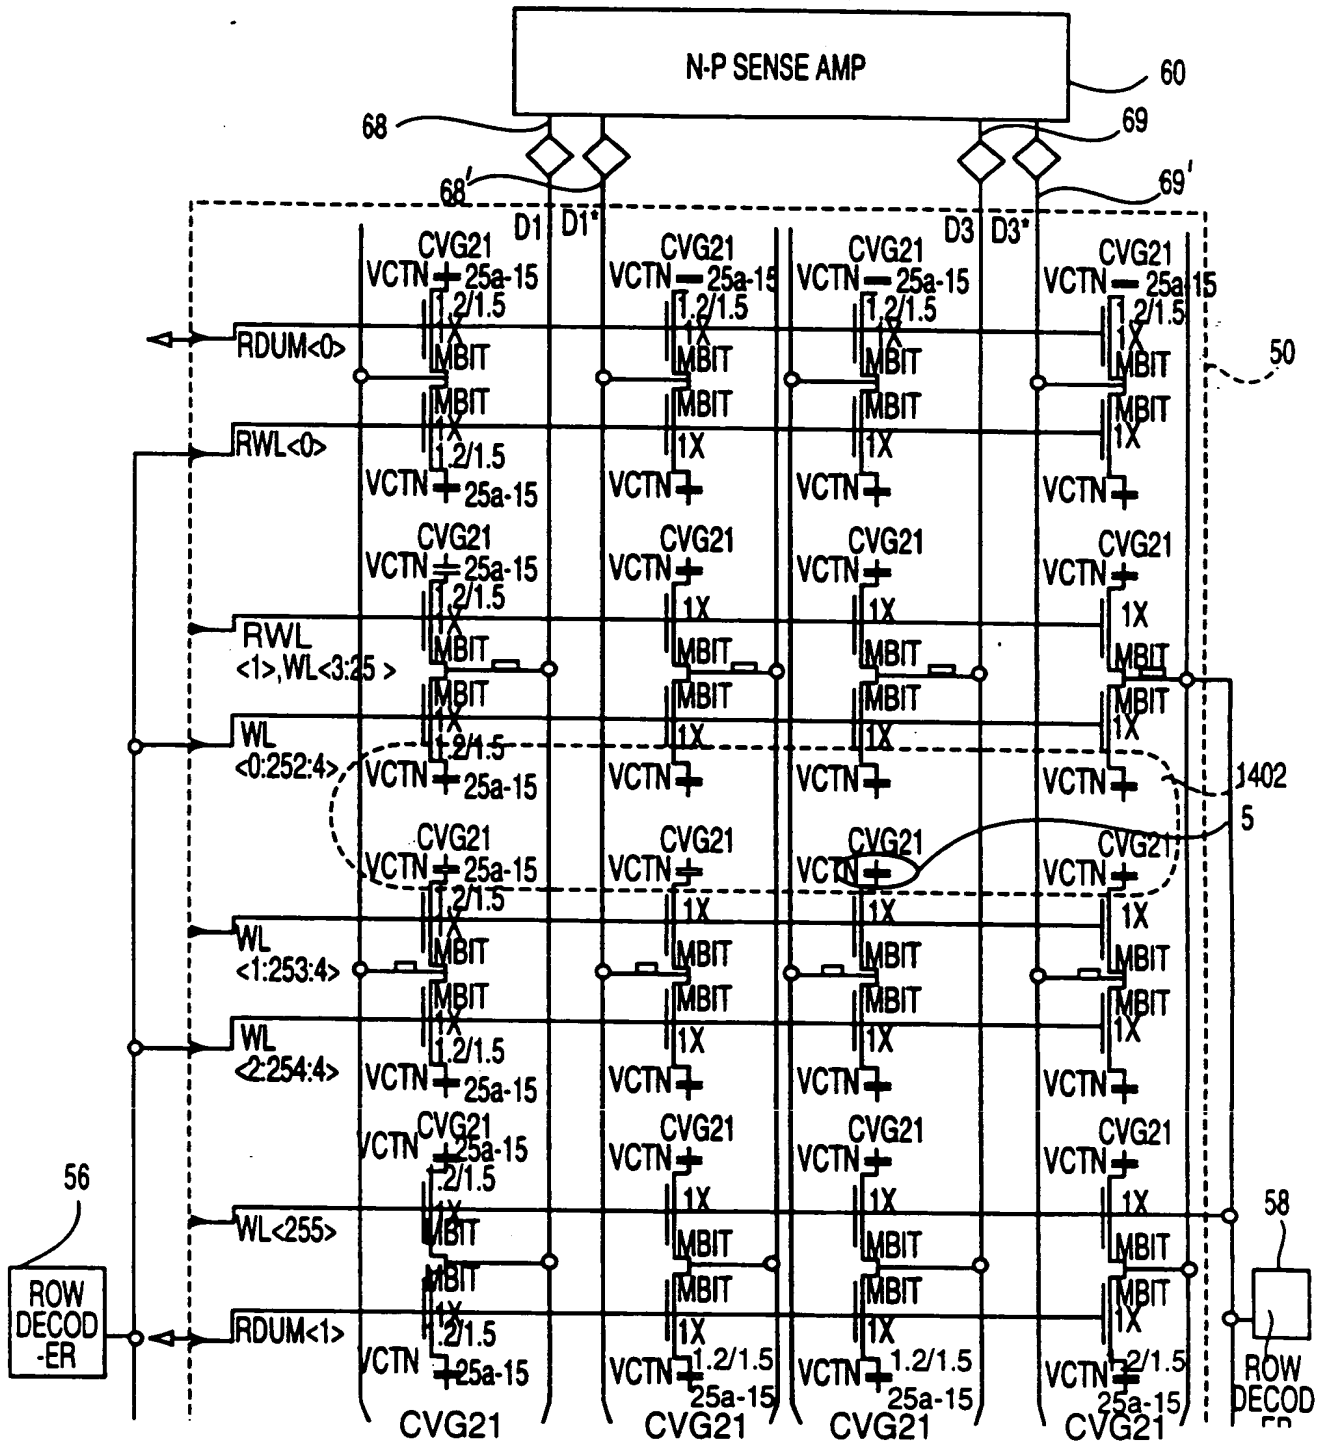 N-P SENSE AMP
60
68
69
68'
69'
D1 D1* D3 D3*
CVG21 CVG21 CVG21 CVG21
VCTN 25a-15 VCTN 25a-15 VCTN 25a-15 VCTN 25a-15
1.2/1.5 1.2/1.5 1.2/1.5 1.2/1.5
RDUM<0> 1X 1X 1X 1X
50
MBIT MBIT MBIT MBIT
MBIT MBIT MBIT MBIT
RWL<0> 1X 1X 1X 1X
1.2/1.5
VCTN 25a-15 VCTN VCTN VCTN
CVG21 CVG21 CVG21 CVG21
VCTN 25a-15 VCTN VCTN VCTN
1.2/1.5
1X 1X 1X 1X
RWL
<1>,WL<3:25 >
MBIT MBIT MBIT MBIT
MBIT MBIT MBIT MBIT
WL 1X 1X 1X 1X
<0:252:4> 1.2/1.5
VCTN 25a-15 VCTN VCTN VCTN
1402
5
CVG21 CVG21 CVG21 CVG21
VCTN 25a-15 VCTN VCTN VCTN
1.2/1.5
1X 1X 1X 1X
WL
<1:253:4>
MBIT MBIT MBIT MBIT
MBIT MBIT MBIT MBIT
WL 1X 1X 1X 1X
<2:254:4> 1.2/1.5
VCTN 25a-15 VCTN VCTN VCTN
CVG21 CVG21 CVG21 CVG21
VCTN 25a-15 VCTN VCTN VCTN
56
1.2/1.5
1X 1X 1X 1X
58
WL<255>
MBIT MBIT MBIT MBIT
MBIT MBIT MBIT MBIT
ROW
DECOD
-ER
RDUM<1> 1X 1X 1X 1X
1.2/1.5 1.2/1.5 1.2/1.5 1.2/1.5
VCTN 25a-15 VCTN 25a-15 VCTN 25a-15 VCTN 25a-15
ROW
DECOD
CVG21 CVG21 CVG21 CVG21